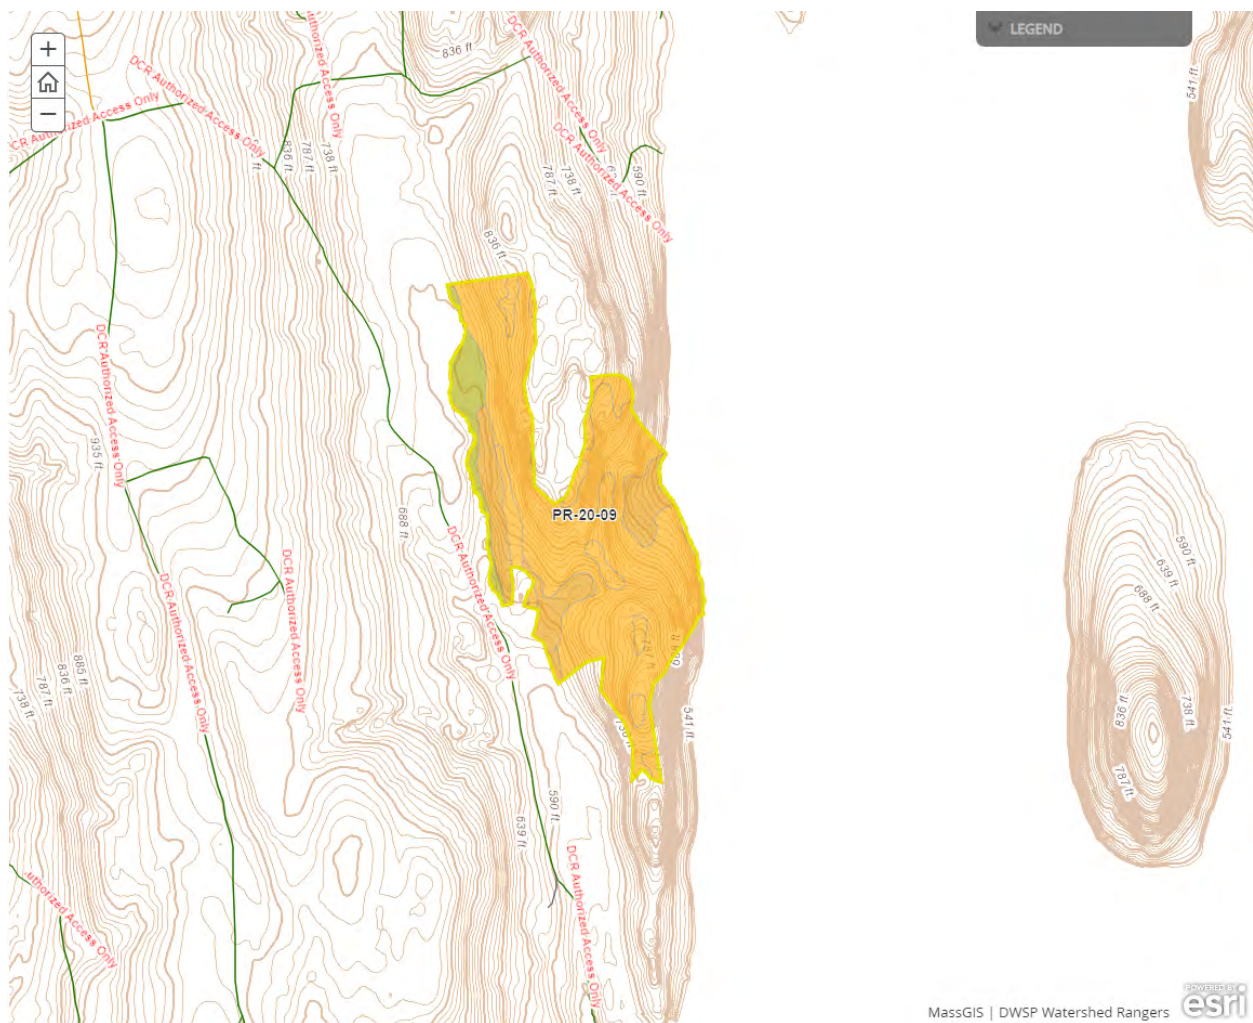 +
−
LEGEND
836 ft
541 ft
DCR Authorized Access Only
uthorized Access Only
DCR Authorized Access Only
CR Authorized Access Only
DCR Authorized Access Only
836 ft
787 ft
738 ft
787 ft
738 ft
590 ft
836 ft
DCR Authorized Access Only
935 ft
688 ft
PR-20-09
DCR Authorized Access Only
DCR Authorized Access Only
DCR Authorized Access Only
590 ft
639 ft
688 ft
787 ft
885 ft
836 ft
787 ft
738 ft
541 ft
836 ft
738 ft
541 ft
787 ft
590 ft
639 ft
DCR Authorized Access Only
uthorized Access Only
MassGIS | DWSP Watershed Rangers
POWERED BY
esri